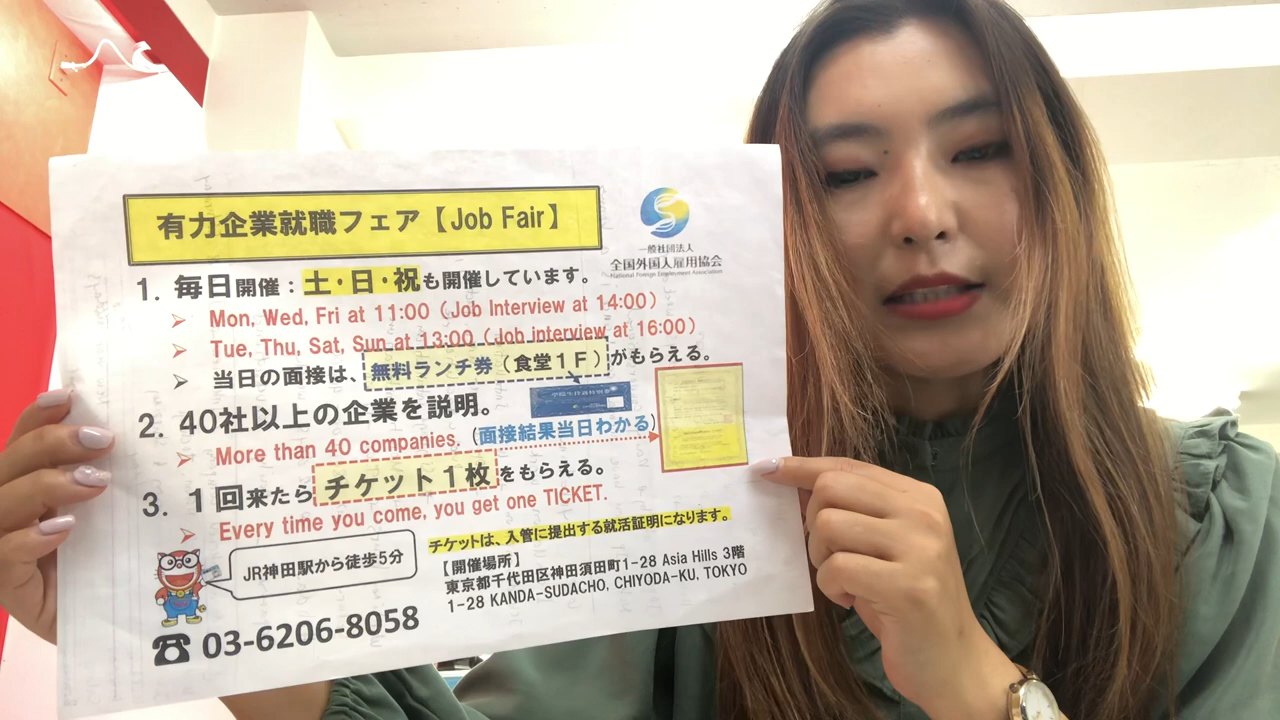 有力企業就職フェア【Job Fair】
一般社団法人
全国外国人雇用協会
National Foreign Employment Association
1. 毎日開催：土・日・祝も開催しています。
➢ Mon, Wed, Fri at 11:00（Job Interview at 14:00）
➢ Tue, Thu, Sat, Sun at 13:00（Job interview at 16:00）
➢ 当日の面接は、無料ランチ券（食堂１F）がもらえる。
2. 40社以上の企業を説明。
➢ More than 40 companies.（面接結果当日わかる）
3. １回来たらチケット１枚をもらえる。
➢ Every time you come, you get one TICKET.
チケットは、入管に提出する就活証明になります。
JR神田駅から徒歩5分
【開催場所】
東京都千代田区神田須田町1-28 Asia Hills 3階
1-28 KANDA-SUDACHO, CHIYODA-KU, TOKYO
☎ 03-6206-8058